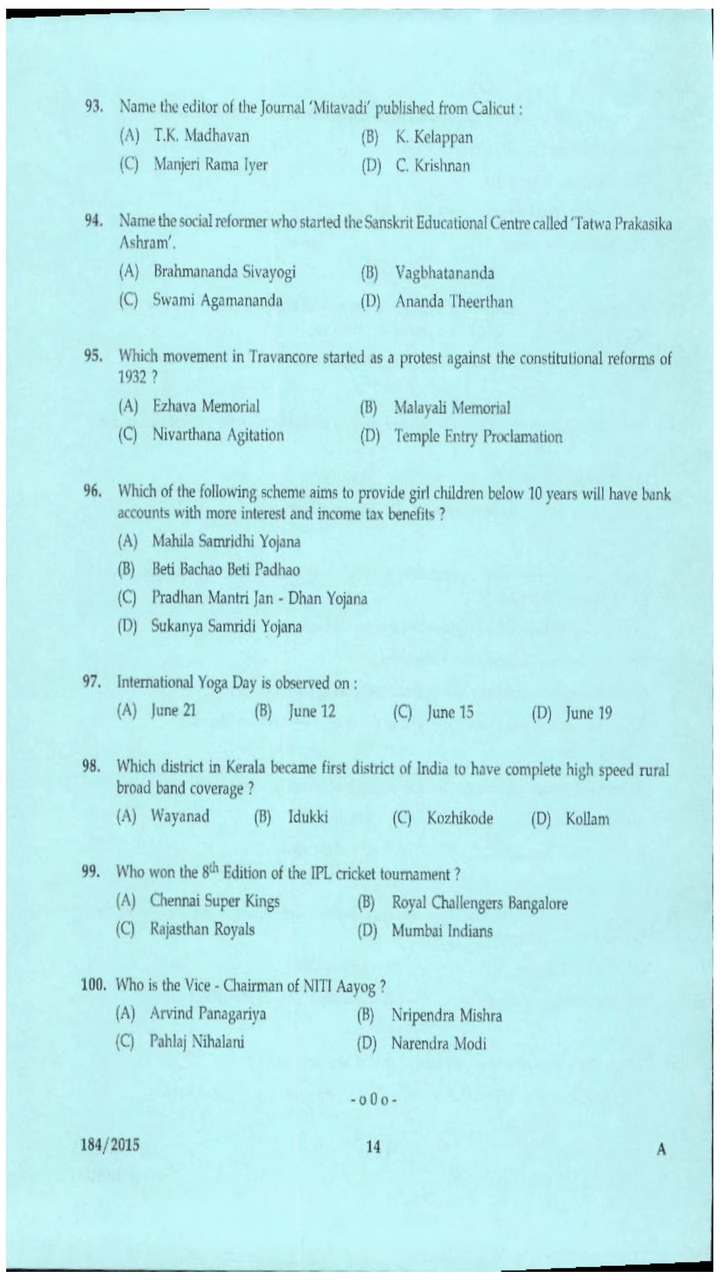 93. Name the editor of the Journal 'Mitavadi' published from Calicut :
(A) T.K. Madhavan (B) K. Kelappan
(C) Manjeri Rama Iyer (D) C. Krishnan
94. Name the social reformer who started the Sanskrit Educational Centre called 'Tatwa Prakasika
Ashram'.
(A) Brahmananda Sivayogi (B) Vagbhatananda
(C) Swami Agamananda (D) Ananda Theerthan
95. Which movement in Travancore started as a protest against the constitutional reforms of
1932 ?
(A) Ezhava Memorial (B) Malayali Memorial
(C) Nivarthana Agitation (D) Temple Entry Proclamation
96. Which of the following scheme aims to provide girl children below 10 years will have bank
accounts with more interest and income tax benefits ?
(A) Mahila Samridhi Yojana
(B) Beti Bachao Beti Padhao
(C) Pradhan Mantri Jan - Dhan Yojana
(D) Sukanya Samridi Yojana
97. International Yoga Day is observed on :
(A) June 21 (B) June 12 (C) June 15 (D) June 19
98. Which district in Kerala became first district of India to have complete high speed rural
broad band coverage ?
(A) Wayanad (B) Idukki (C) Kozhikode (D) Kollam
99. Who won the 8th Edition of the IPL cricket tournament ?
(A) Chennai Super Kings (B) Royal Challengers Bangalore
(C) Rajasthan Royals (D) Mumbai Indians
100. Who is the Vice - Chairman of NITI Aayog ?
(A) Arvind Panagariya (B) Nripendra Mishra
(C) Pahlaj Nihalani (D) Narendra Modi
- o 0 o -
184/2015 14 A